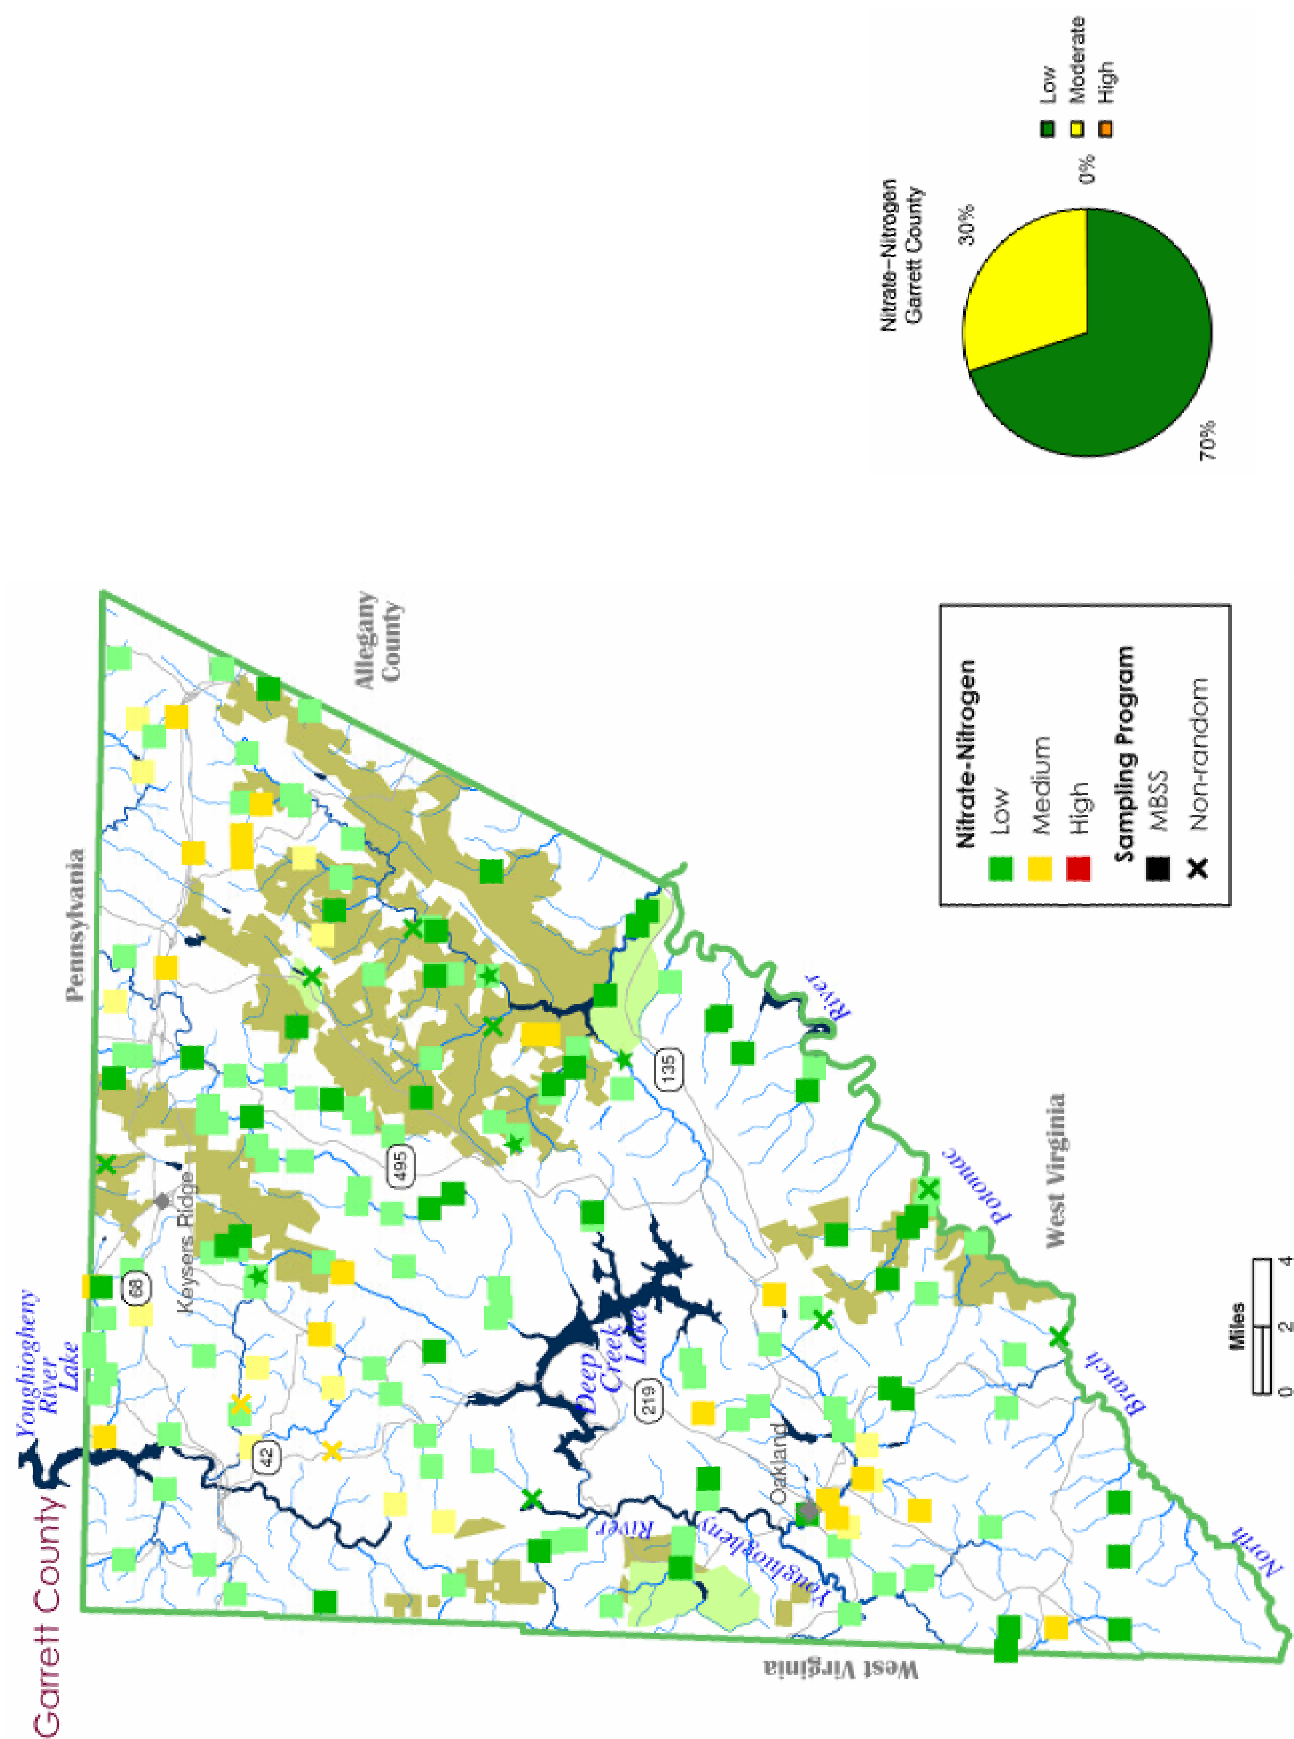 Garrett County
Youghiogheny
River
Lake
Pennsylvania
68
Keysers Ridge
42
495
Allegany
County
Deep
Creek
Lake
219
135
River
Oakland
Youghiogheny
River
Potomac
West Virginia
Branch
North
West Virginia
Miles
0 2 4
Nitrate-Nitrogen
Low
Medium
High
Sampling Program
MBSS
Non-random
Nitrate-Nitrogen
Garrett County
30%
0%
70%
Low
Moderate
High